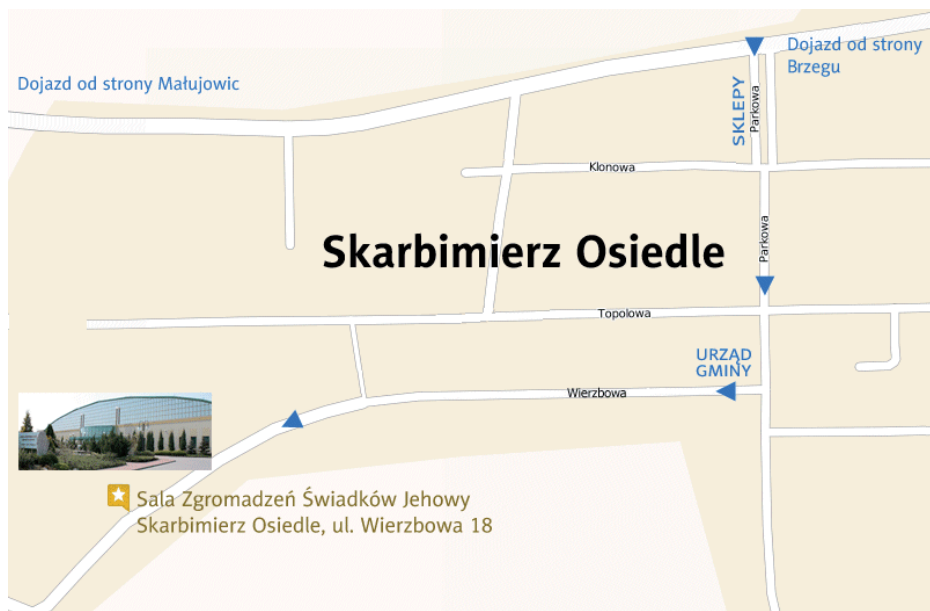 Dojazd od strony
Brzegu
Dojazd od strony Małujowic
SKLEPY
Parkowa
Klonowa
Parkowa
Skarbimierz Osiedle
Topolowa
URZĄD
GMINY
Wierzbowa
Sala Zgromadzeń Świadków Jehowy
Skarbimierz Osiedle, ul. Wierzbowa 18